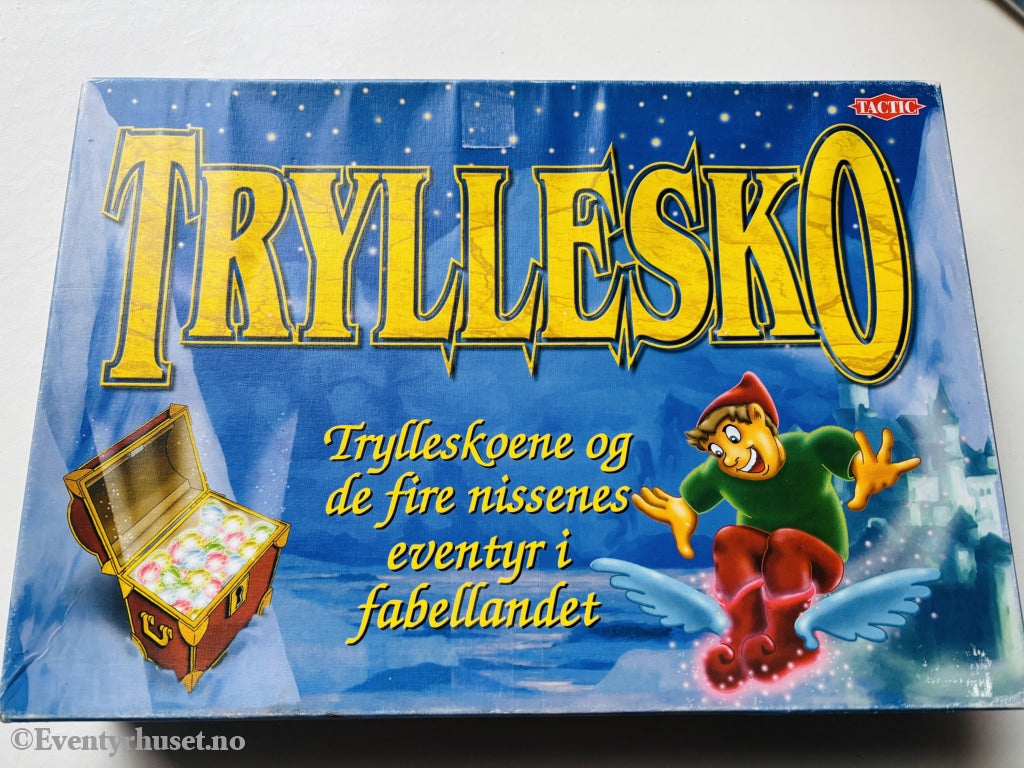 TACTIC
TRYLLESKO
Trylleskoene og
de fire nissenes
eventyr i
fabellandet
©Eventyrhuset.no